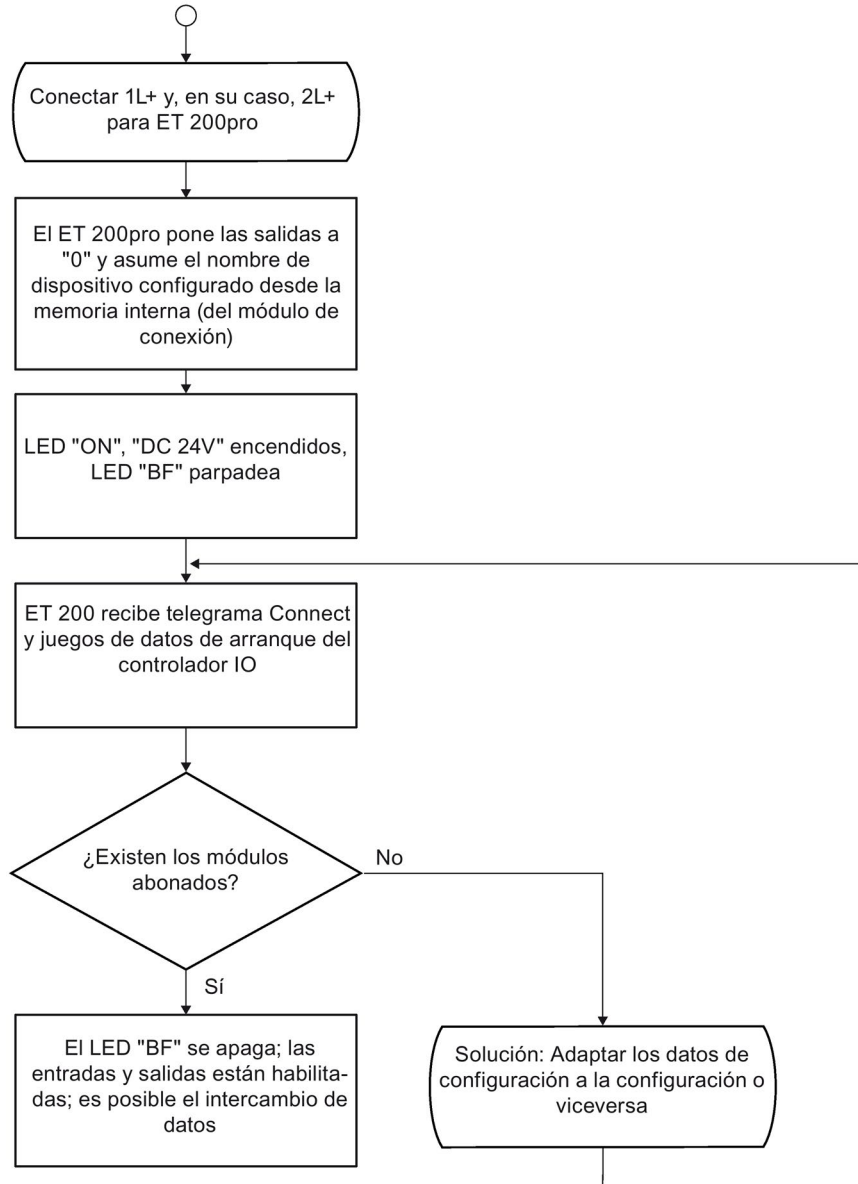 Conectar 1L+ y, en su caso, 2L+
para ET 200pro
El ET 200pro pone las salidas a
"0" y asume el nombre de
dispositivo configurado desde la
memoria interna (del módulo de
conexión)
LED "ON", "DC 24V" encendidos,
LED "BF" parpadea
ET 200 recibe telegrama Connect
y juegos de datos de arranque del
controlador IO
¿Existen los módulos
abonados?
No
Sí
El LED "BF" se apaga; las
entradas y salidas están habilita-
das; es posible el intercambio de
datos
Solución: Adaptar los datos de
configuración a la configuración o
viceversa